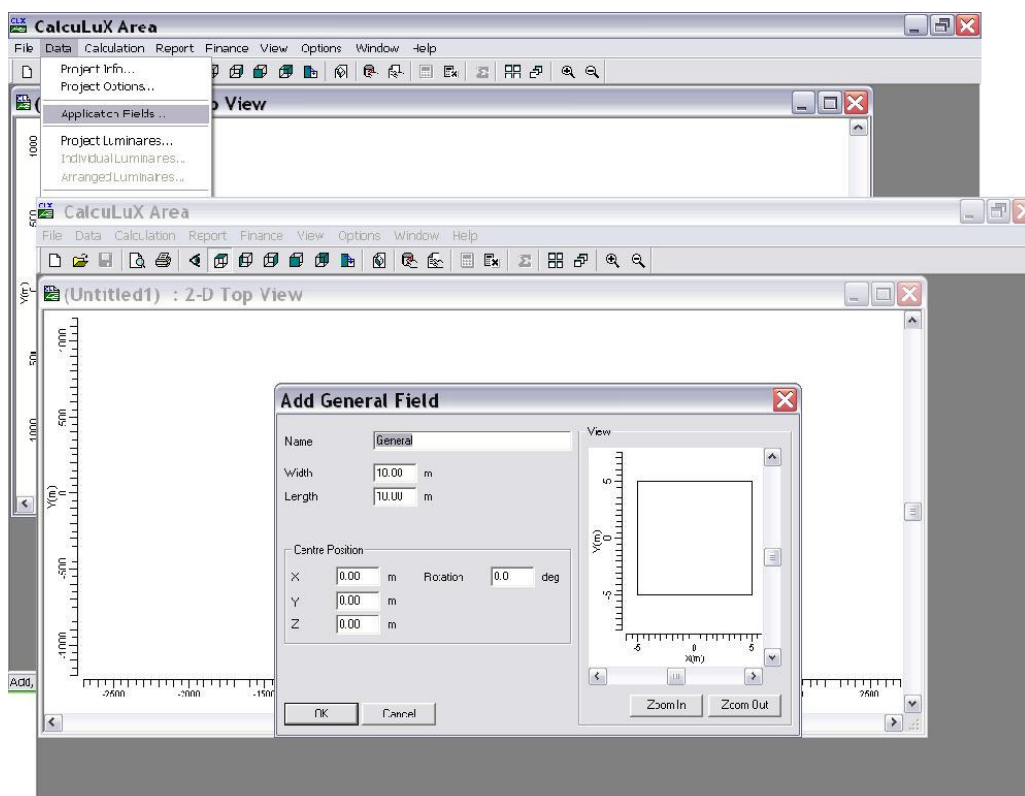 CalcuLuX Area
File Data Calculation Report Finance View Options Window Help
Project Info...
Project Options...
Application Fields...
Project Luminaires...
Individual Luminaires...
Arranged Luminaires...
View
1000
500
Y(m)
500
1000
Add,
CalcuLuX Area
File Data Calculation Report Finance View Options Window Help
(Untitled1) : 2-D Top View
1000
500
0
Y(m)
-500
-1000
-2500 -2000 -1500 2500
Add General Field
Name General
Width 10.00 m
Length 10.00 m
Centre Position
X 0.00 m Rotation 0.0 deg
Y 0.00 m
Z 0.00 m
OK Cancel
View
5
0
Y(m)
-5
-5 0 5
X(m)
Zoom In Zoom Out